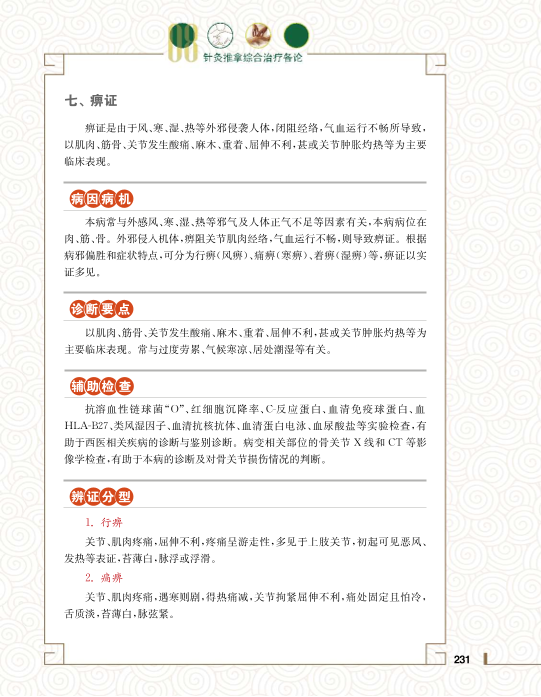 针灸推拿综合治疗备论
七、痹证
痹证是由于风、寒、湿、热等外邪侵袭人体,闭阻经络,气血运行不畅所导致,
以肌肉、筋骨、关节发生酸痛、麻木、重着、屈伸不利,甚或关节肿胀灼热等为主要
临床表现。
病因病机
本病常与外感风、寒、湿、热等邪气及人体正气不足等因素有关,本病病位在
肉、筋、骨。外邪侵入机体,痹阻关节肌肉经络,气血运行不畅,则导致痹证。根据
病邪偏胜和症状特点,可分为行痹(风痹)、痛痹(寒痹)、着痹(湿痹)等,痹证以实
证多见。
诊断要点
以肌肉、筋骨、关节发生酸痛、麻木、重着、屈伸不利,甚或关节肿胀灼热等为
主要临床表现。常与过度劳累、气候寒凉、居处潮湿等有关。
辅助检查
抗溶血性链球菌“O”、红细胞沉降率、C-反应蛋白、血清免疫球蛋白、血
HLA-B27、类风湿因子、血清抗核抗体、血清蛋白电泳、血尿酸盐等实验检查,有
助于西医相关疾病的诊断与鉴别诊断。病变相关部位的骨关节 X 线和 CT 等影
像学检查,有助于本病的诊断及对骨关节损伤情况的判断。
辨证分型
1. 行痹
关节、肌肉疼痛,屈伸不利,疼痛呈游走性,多见于上肢关节,初起可见恶风、
发热等表证,苔薄白,脉浮或浮滑。
2. 痛痹
关节、肌肉疼痛,遇寒则剧,得热痛减,关节拘紧屈伸不利,痛处固定且怕冷,
舌质淡,苔薄白,脉弦紧。
231